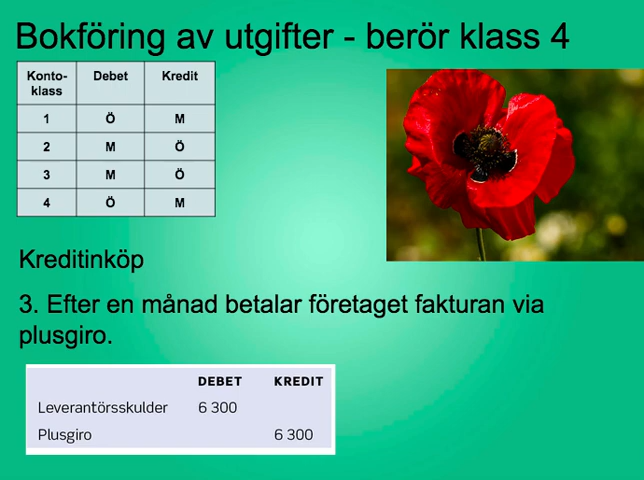 Bokföring av utgifter - berör klass 4
Konto- Debet Kredit
klass
1 Ö M
2 M Ö
3 M Ö
4 Ö M
Kreditinköp
3. Efter en månad betalar företaget fakturan via
plusgiro.
DEBET KREDIT
Leverantörsskulder 6 300
Plusgiro 6 300